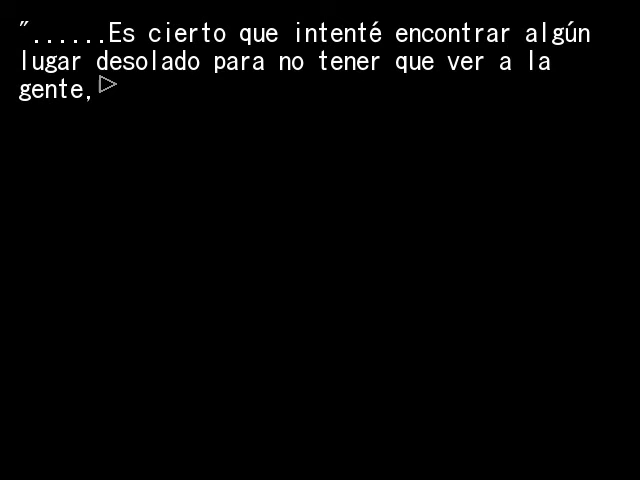 "......Es cierto que intenté encontrar algún
lugar desolado para no tener que ver a la
gente,